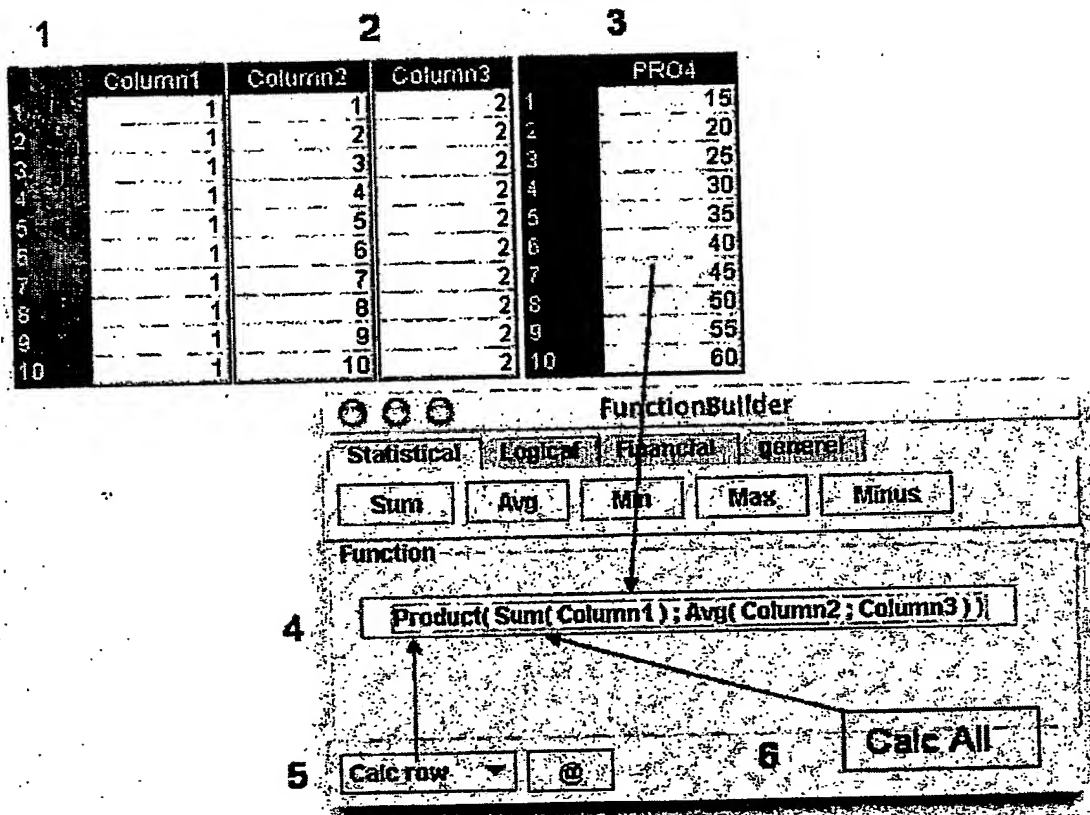 1 2 3
Column1 Column2 Column3 PRO4
1 1 1 2 1 15
2 1 2 2 2 20
3 1 3 2 3 25
4 1 4 2 4 30
5 1 5 2 5 35
6 1 6 2 6 40
7 1 7 2 7 45
8 1 8 2 8 50
9 1 9 2 9 55
10 1 10 2 10 60
FunctionBuilder
Statistical Logical Financial generel
Sum Avg Min Max Minus
Function
4 Product( Sum( Column1 ) ; Avg( Column2 ; Column3 ) )
5 Calc row @ 6 Calc All